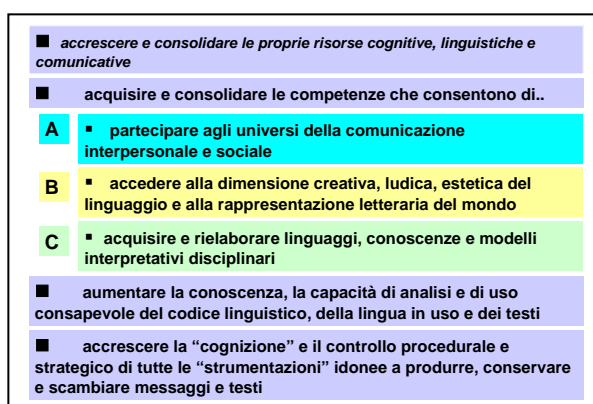 ■ accrescere e consolidare le proprie risorse cognitive, linguistiche e
comunicative
■ acquisire e consolidare le competenze che consentono di..
A ▪ partecipare agli universi della comunicazione
interpersonale e sociale
B ▪ accedere alla dimensione creativa, ludica, estetica del
linguaggio e alla rappresentazione letteraria del mondo
C ▪ acquisire e rielaborare linguaggi, conoscenze e modelli
interpretativi disciplinari
■ aumentare la conoscenza, la capacità di analisi e di uso
consapevole del codice linguistico, della lingua in uso e dei testi
■ accrescere la “cognizione” e il controllo procedurale e
strategico di tutte le “strumentazioni” idonee a produrre, conservare
e scambiare messaggi e testi